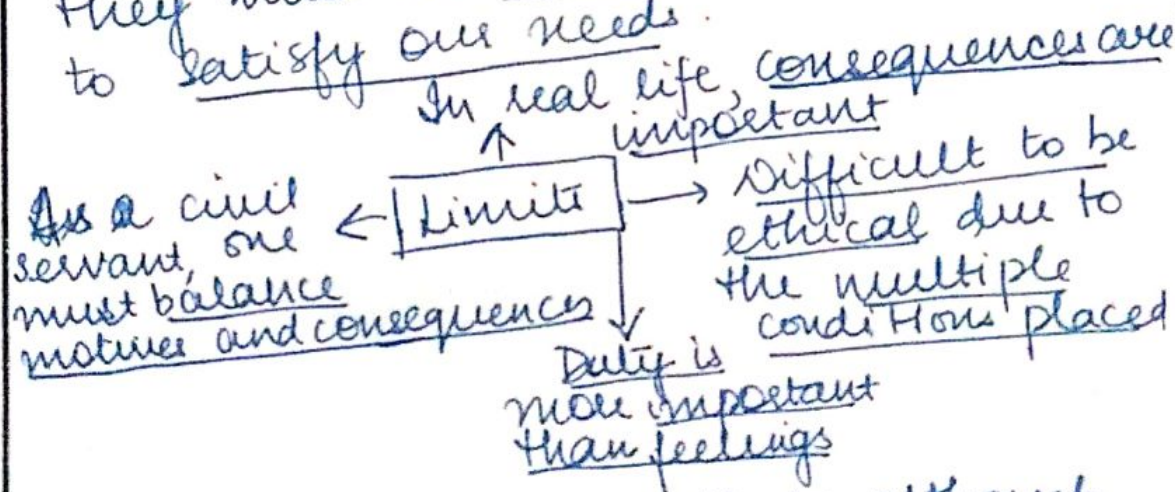 they
to satisfy our needs.
In real life, consequences are
important
Limits
As a civil
servant, one
must balance
motives and consequences
Difficult to be
ethical due to
the multiple
conditions placed
Duty is
more important
than feelings